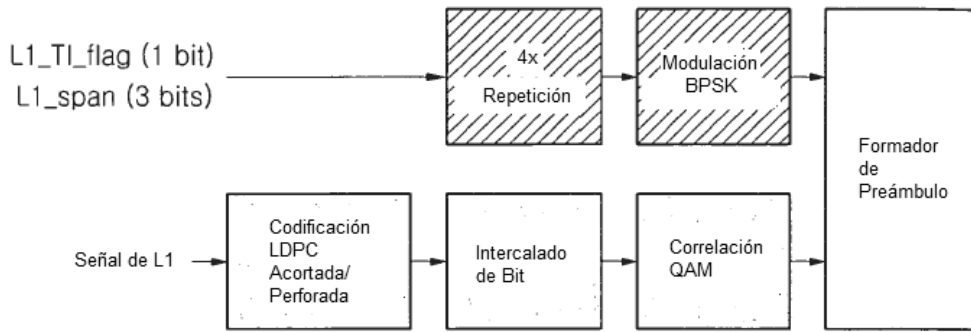 L1_TI_flag (1 bit)
L1_span (3 bits)
4x
Repetición
Modulación
BPSK
Formador
de
Preámbulo
Señal de L1
Codificación
LDPC
Acortada/
Perforada
Intercalado
de Bit
Correlación
QAM